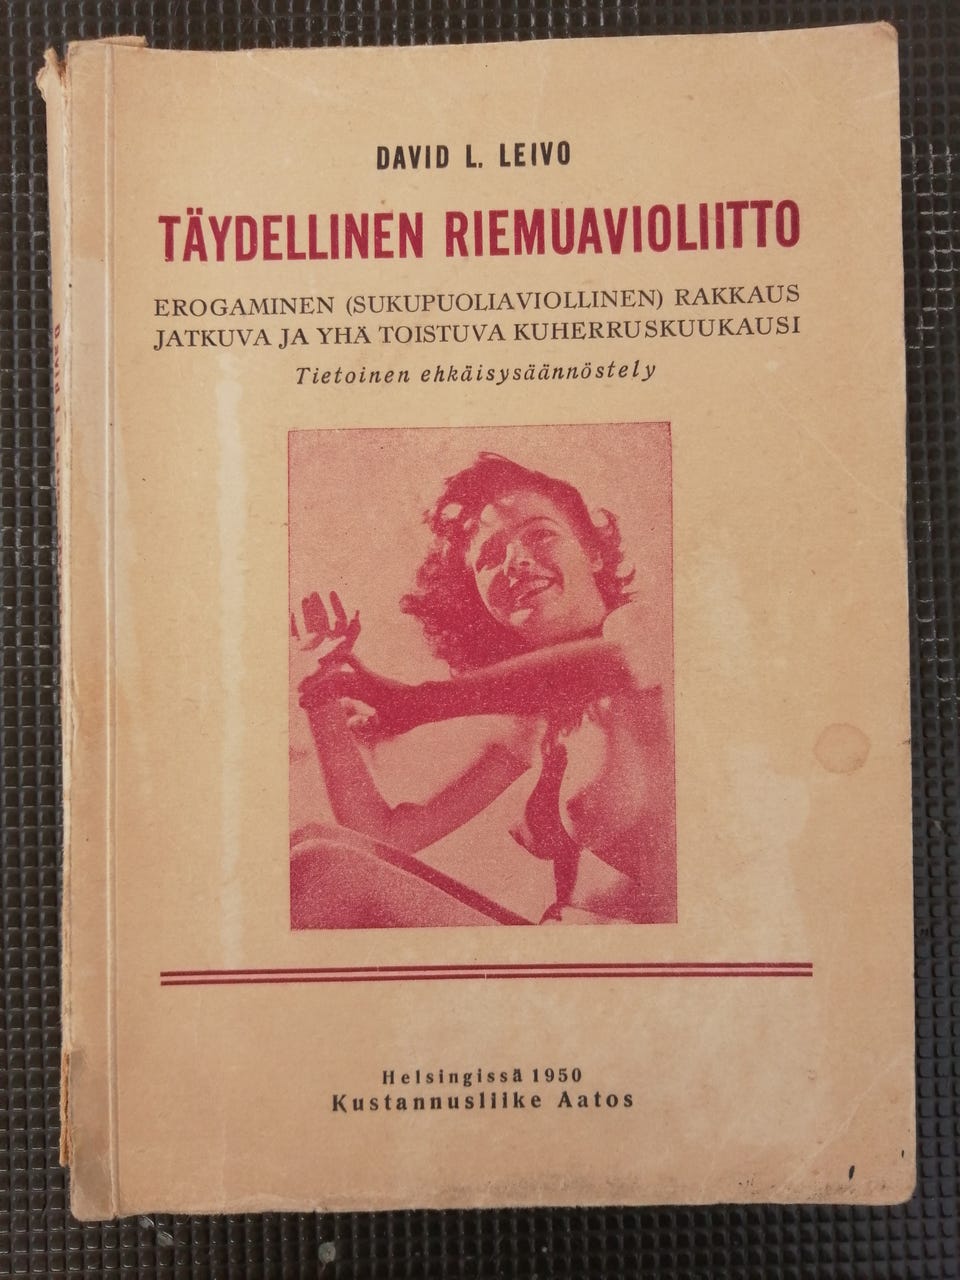 DAVID L. LEIVO
TÄYDELLINEN RIEMUAVIOLIITTO
EROGAMINEN (SUKUPUOLIAVIOLLINEN) RAKKAUS
JATKUVA JA YHÄ TOISTUVA KUHERRUSKUUKAUSI
Tietoinen ehkäisysäännöstely
Helsingissä 1950
Kustannusliike Aatos